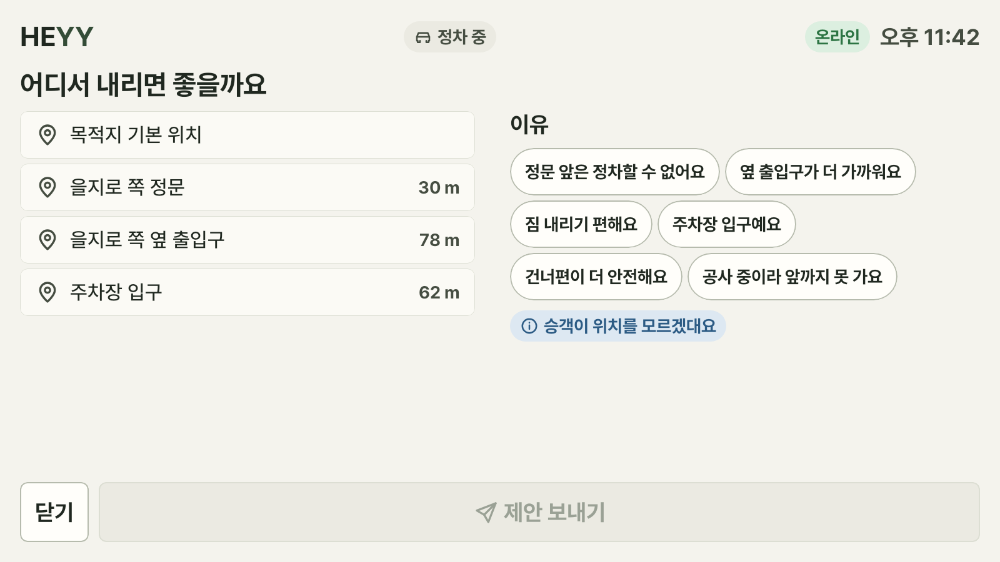 HEYY
정차 중
온라인 오후 11:42
어디서 내리면 좋을까요
목적지 기본 위치
을지로 쪽 정문 30 m
을지로 쪽 옆 출입구 78 m
주차장 입구 62 m
이유
정문 앞은 정차할 수 없어요
옆 출입구가 더 가까워요
짐 내리기 편해요
주차장 입구예요
건너편이 더 안전해요
공사 중이라 앞까지 못 가요
승객이 위치를 모르겠대요
닫기
제안 보내기